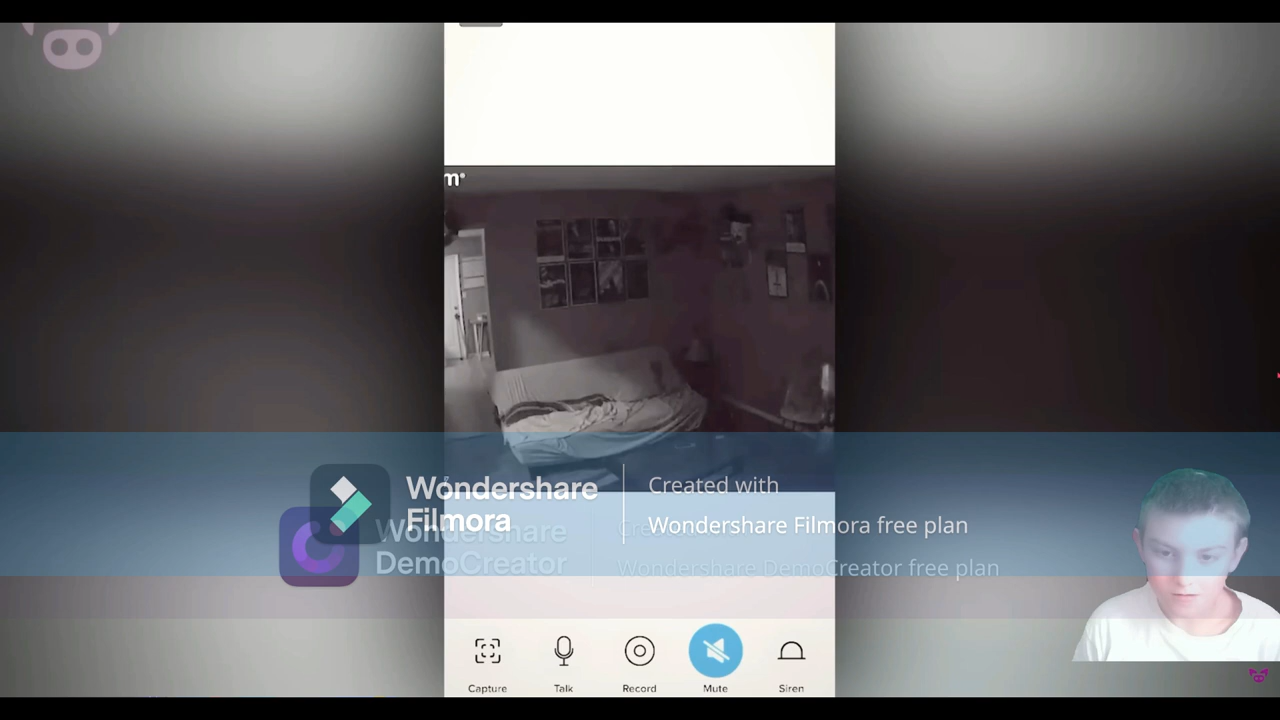 m®
Wondershare
Filmora
Created with
Wondershare Filmora free plan
Wondershare
DemoCreator
Wondershare DemoCreator free plan
Capture
Talk
Record
Mute
Siren